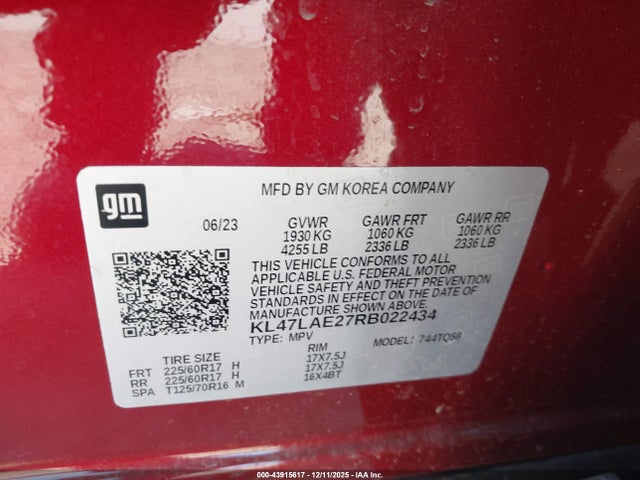 gm
MFD BY GM KOREA COMPANY
06/23 GVWR GAWR FRT GAWR RR
1930 KG 1060 KG 1060 KG
4255 LB 2336 LB 2336 LB
THIS VEHICLE CONFORMS TO ALL
APPLICABLE U.S. FEDERAL MOTOR
VEHICLE SAFETY AND THEFT PREVENTION
STANDARDS IN EFFECT ON THE DATE OF
MANUFACTURE SHOWN ABOVE.
KL47LAE27RB022434
TYPE: MPV MODEL: 744TQ58
TIRE SIZE RIM
FRT 225/60R17 H 17X7.5J
RR 225/60R17 H 17X7.5J
SPA T125/70R16 M 16X4BT
000-43915617 - 12/11/2025 - IAA Inc.